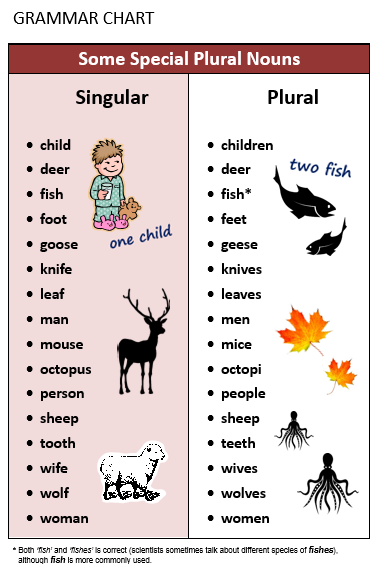 GRAMMAR CHART
Some Special Plural Nouns
Singular
• child
• deer
• fish
• foot
• goose
• knife
• leaf
• man
• mouse
• octopus
• person
• sheep
• tooth
• wife
• wolf
• woman
one child
Plural
• children
• deer
• fish*
• feet
• geese
• knives
• leaves
• men
• mice
• octopi
• people
• sheep
• teeth
• wives
• wolves
• women
two fish
* Both 'fish' and 'fishes' is correct (scientists sometimes talk about different species of fishes),
although fish is more commonly used.